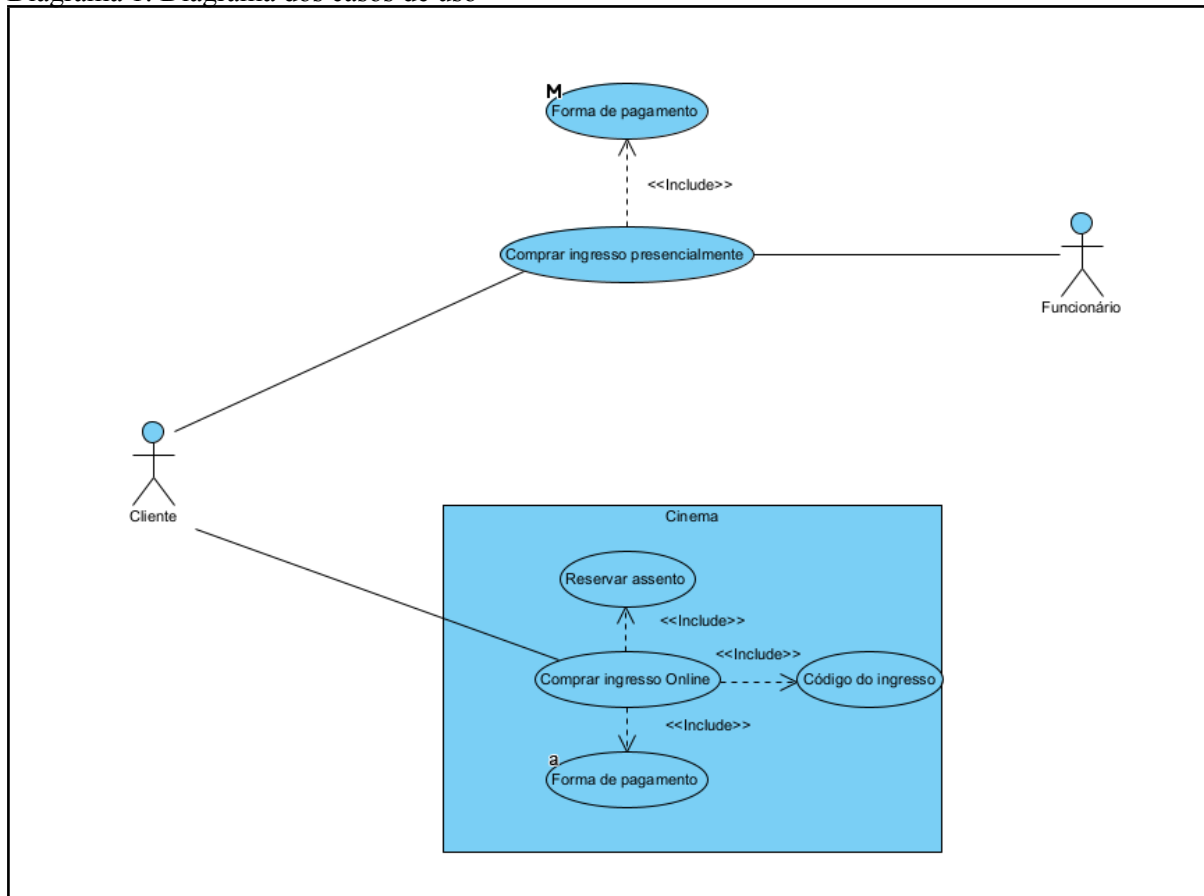 Diagrama 1: Diagrama dos casos de uso
M
Forma de pagamento
<<Include>>
Comprar ingresso presencialmente
Funcionário
Cliente
Cinema
Reservar assento
<<Include>>
<<Include>>
Comprar ingresso Online
Código do ingresso
<<Include>>
a
Forma de pagamento